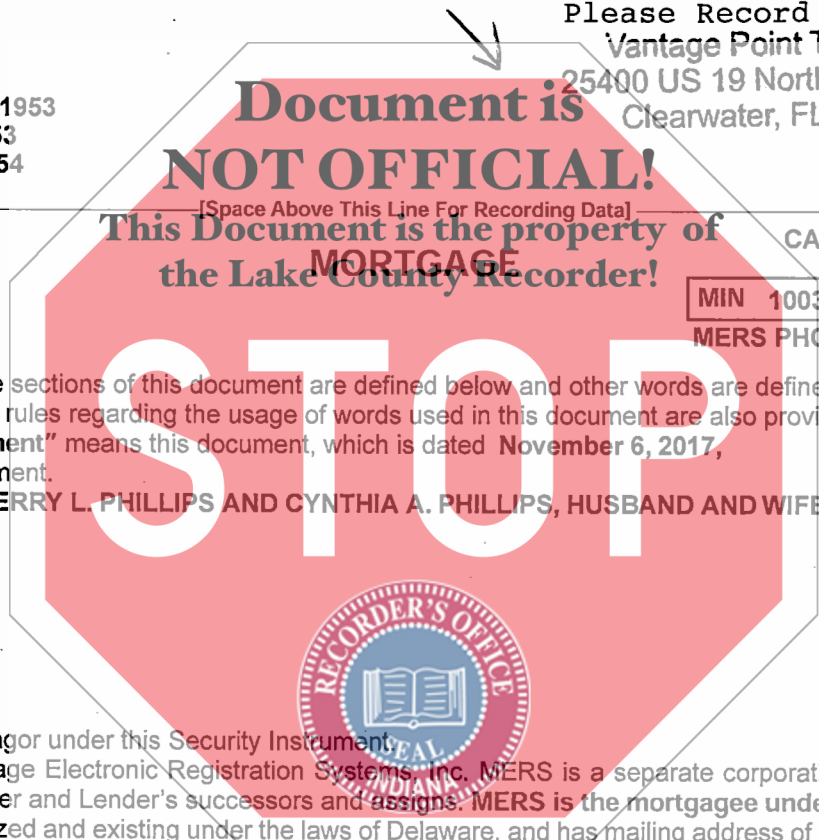 Please Record
Vantage Point T
25400 US 19 North
Clearwater, FL
1953
53
54
Document is
NOT OFFICIAL!
[Space Above This Line For Recording Data]
This Document is the property of
MORTGAGE
the Lake County Recorder!
CA
MIN 1003
MERS PHO
STOP
e sections of this document are defined below and other words are define
rules regarding the usage of words used in this document are also provi
ent" means this document, which is dated November 6, 2017,
ment.
ERRY L. PHILLIPS AND CYNTHIA A. PHILLIPS, HUSBAND AND WIFE
RECORDER'S OFFICE
SEAL
INDIANA
agor under this Security Instrument.
age Electronic Registration Systems, Inc. MERS is a separate corporat
er and Lender's successors and assigns. MERS is the mortgagee unde
zed and existing under the laws of Delaware, and has mailing address of